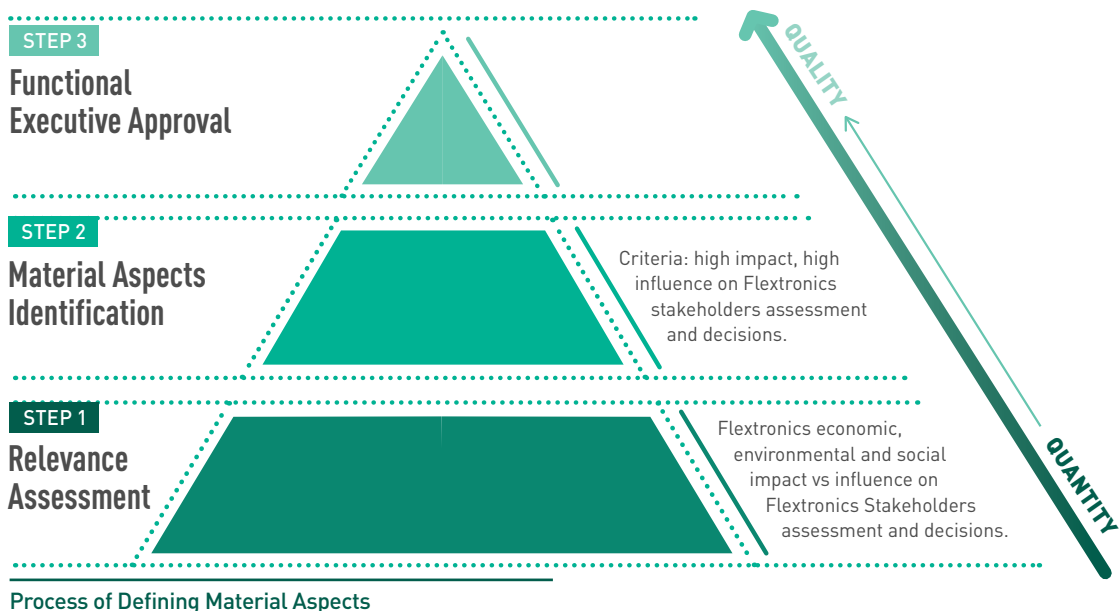 STEP 3
Functional
Executive Approval
QUALITY
STEP 2
Material Aspects
Identification
Criteria: high impact, high
influence on Flextronics
stakeholders assessment
and decisions.
STEP 1
Relevance
Assessment
Flextronics economic,
environmental and social
impact vs influence on
Flextronics Stakeholders
assessment and decisions.
QUANTITY
Process of Defining Material Aspects